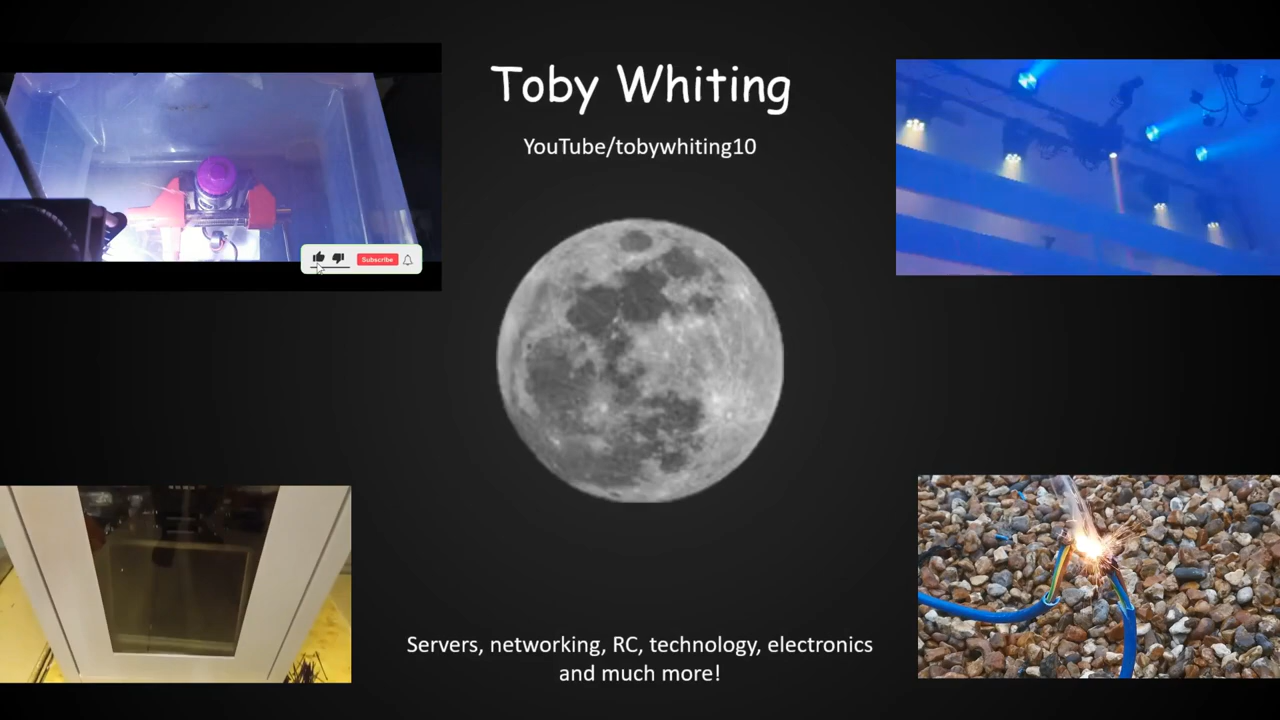 Toby Whiting
YouTube/tobywhiting10
Subscribe
Servers, networking, RC, technology, electronics
and much more!